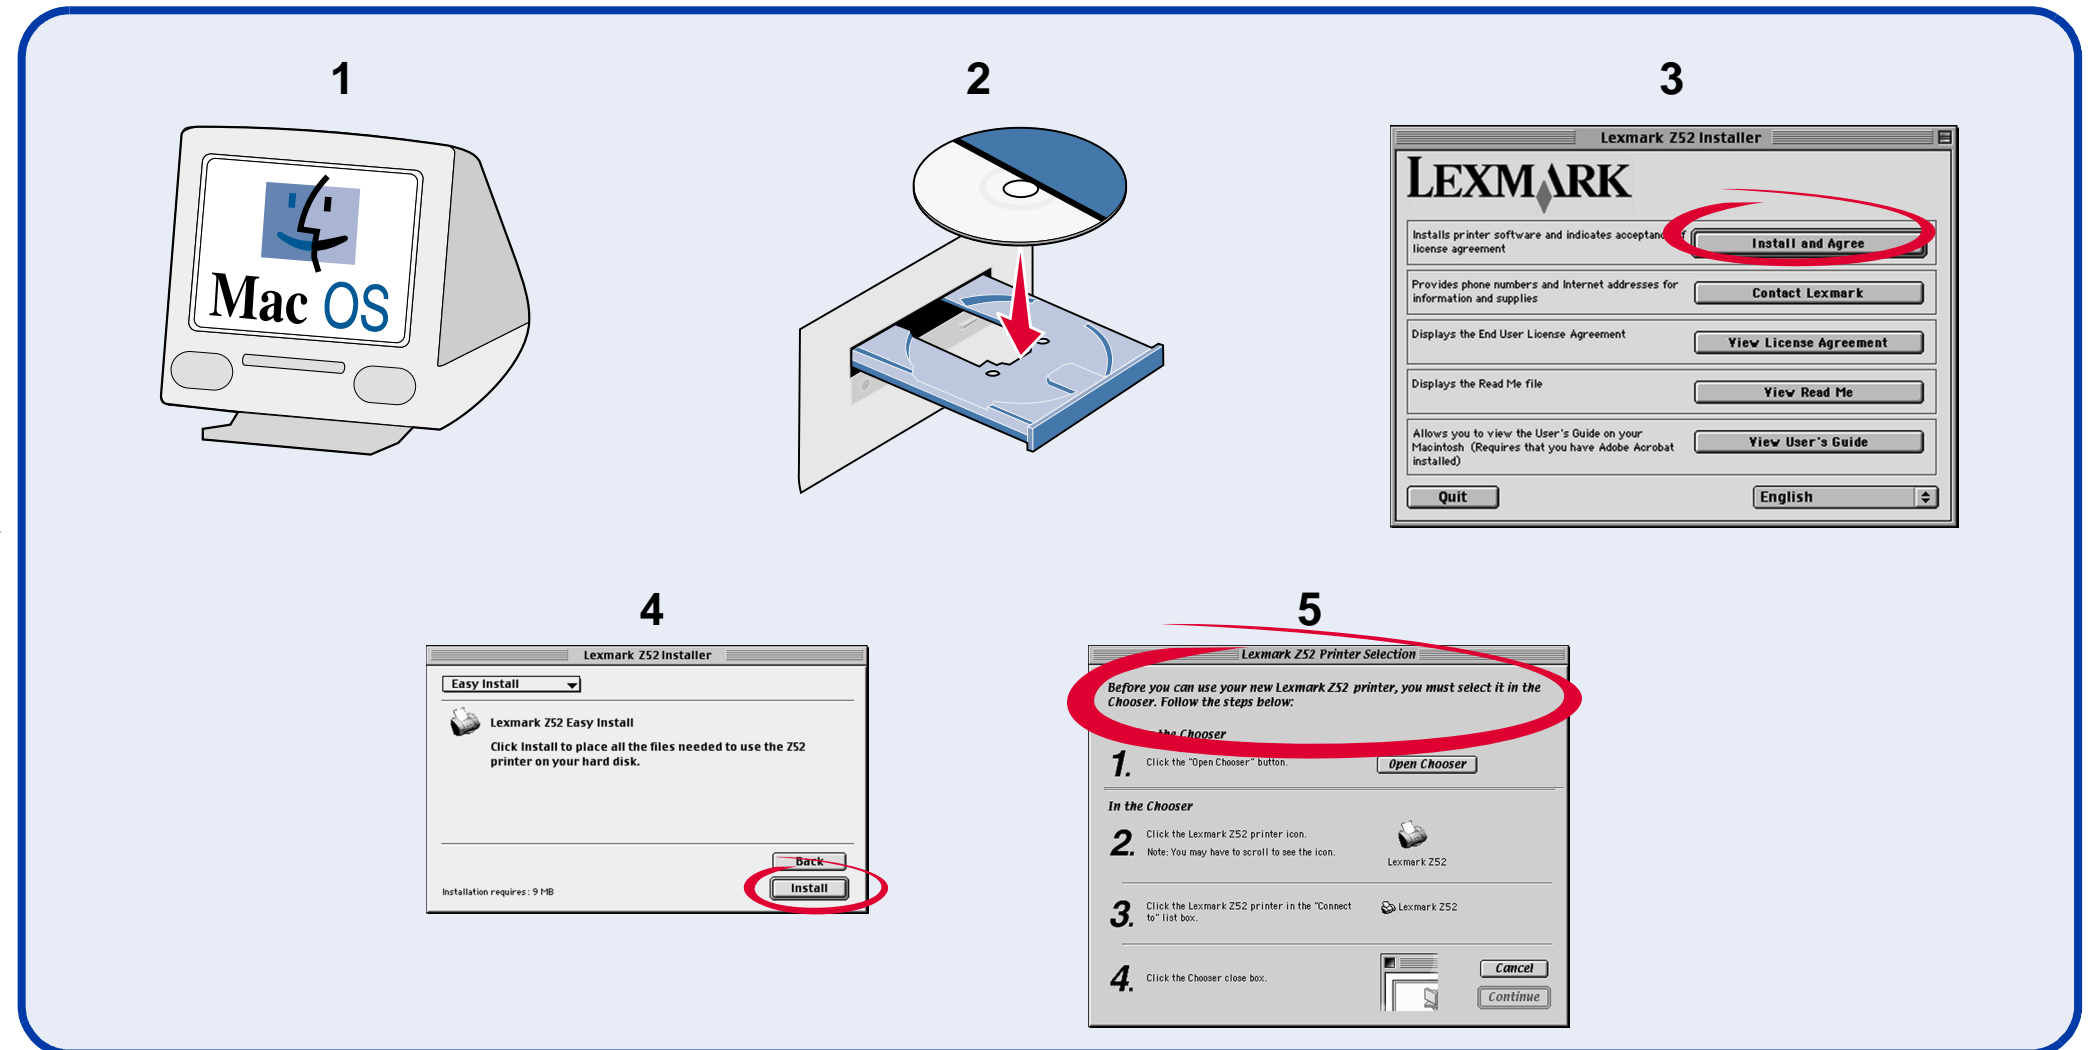 1
2
3
Mac OS
Lexmark Z52 Installer
LEXMARK
Installs printer software and indicates acceptan
license agreement
Install and Agree
Provides phone numbers and Internet addresses for
information and supplies
Contact Lexmark
Displays the End User License Agreement
View License Agreement
Displays the Read Me file
View Read Me
Allows you to view the User's Guide on your
Macintosh (Requires that you have Adobe Acrobat
installed)
View User's Guide
Quit
English
4
5
Lexmark Z52 Installer
Easy Install
Lexmark Z52 Easy Install
Click Install to place all the files needed to use the Z52
printer on your hard disk.
Back
Installation requires: 9 MB
Install
Lexmark Z52 Printer Selection
Before you can use your new Lexmark Z52 printer, you must select it in the
Chooser. Follow the steps below:
the Chooser
1.
Click the "Open Chooser" button.
Open Chooser
In the Chooser
2.
Click the Lexmark Z52 printer icon.
Note: You may have to scroll to see the icon.
Lexmark Z52
3.
Click the Lexmark Z52 printer in the "Connect
to" list box.
Lexmark Z52
4.
Click the Chooser close box.
Cancel
Continue